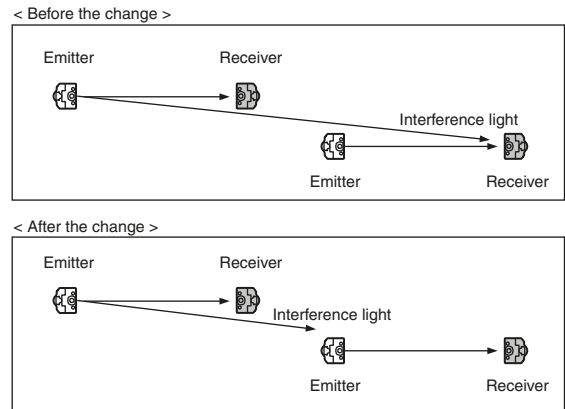 < Before the change >
Emitter Receiver
Interference light
Emitter Receiver
< After the change >
Emitter Receiver
Interference light
Emitter Receiver